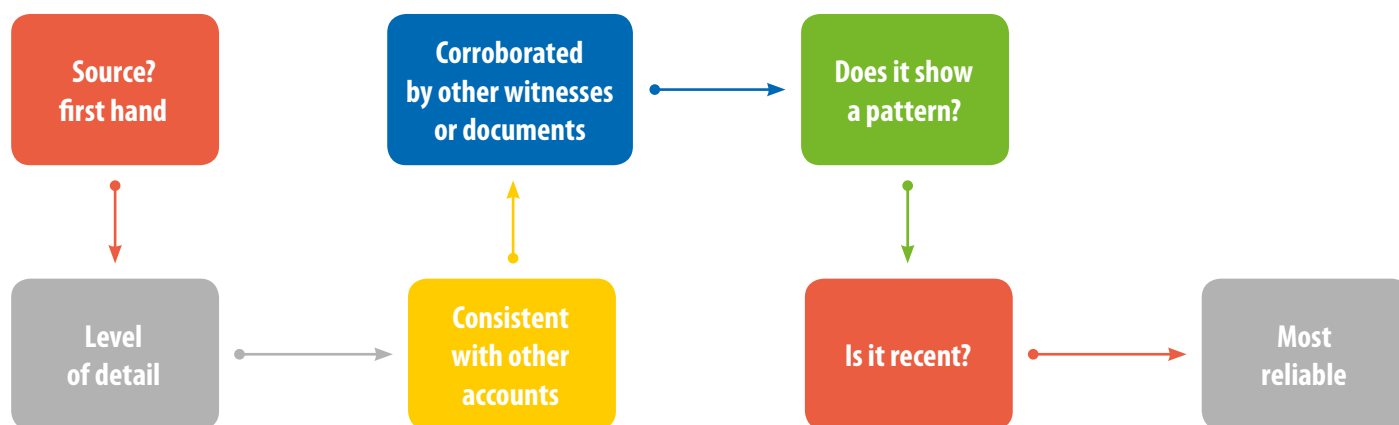 Source?
first hand
Level
of detail
Consistent
with other
accounts
Corroborated
by other witnesses
or documents
Does it show
a pattern?
Is it recent?
Most
reliable